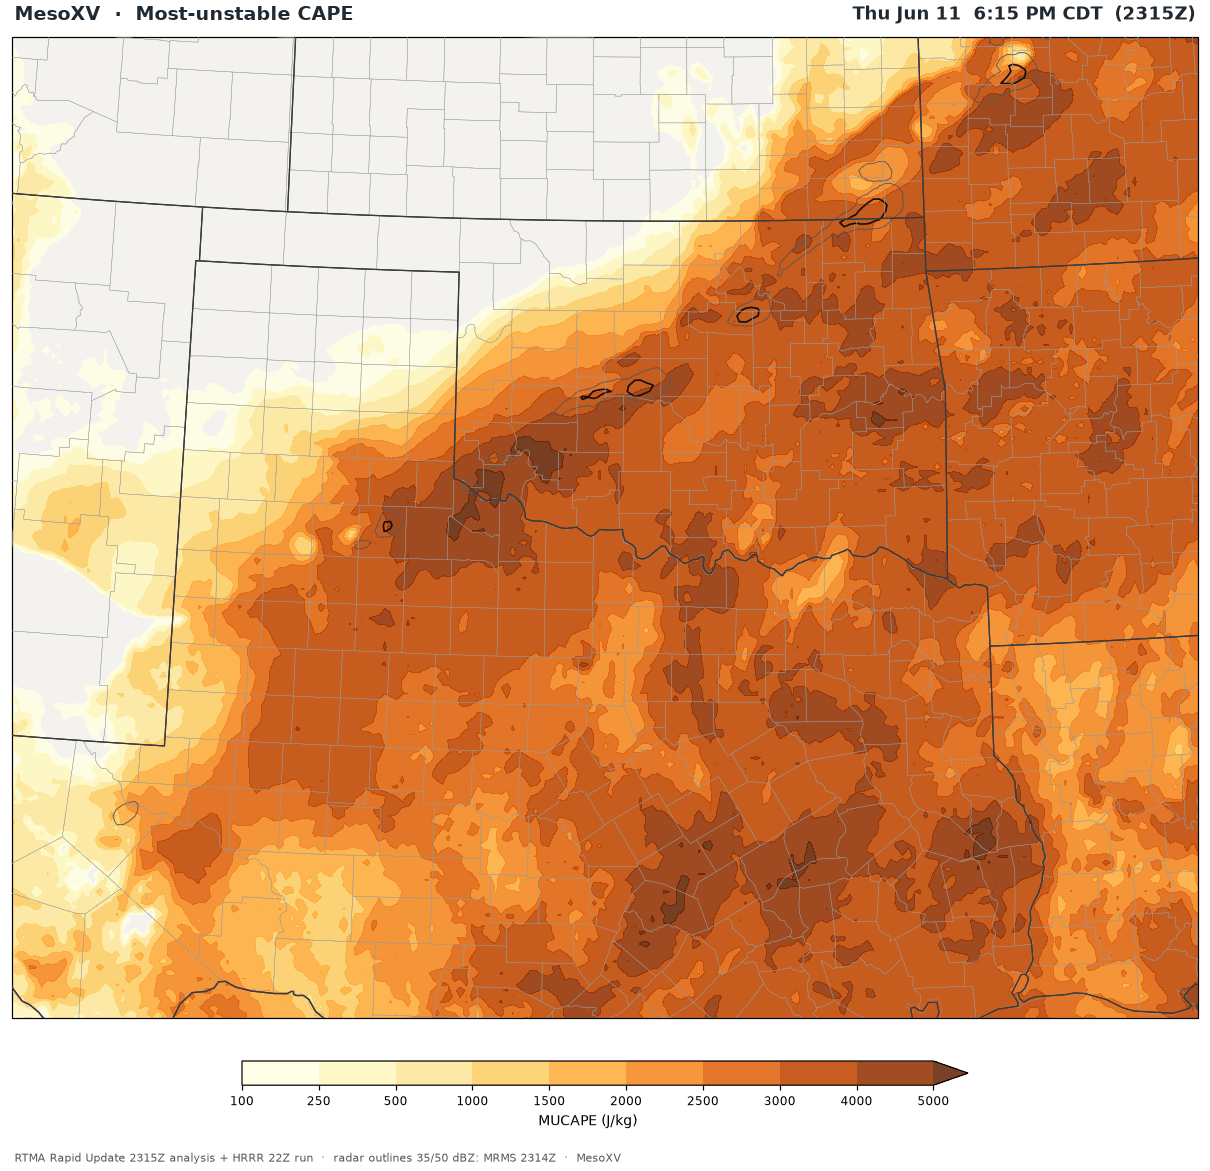 MesoXV · Most-unstable CAPE
Thu Jun 11 6:15 PM CDT (2315Z)
100 250 500 1000 1500 2000 2500 3000 4000 5000
MUCAPE (J/kg)
RTMA Rapid Update 2315Z analysis + HRRR 22Z run · radar outlines 35/50 dBZ: MRMS 2314Z · MesoXV